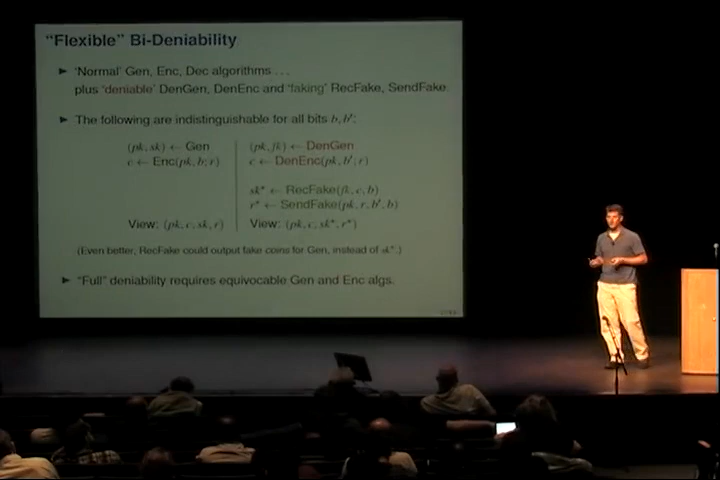 “Flexible” Bi-Deniability
► ‘Normal’ Gen, Enc, Dec algorithms . . .
plus ‘deniable’ DenGen, DenEnc and ‘faking’ RecFake, SendFake.
► The following are indistinguishable for all bits b, b′:
(pk, sk) ← Gen
c ← Enc(pk, b; r)
View: (pk, c, sk, r)
(pk, fk) ← DenGen
c ← DenEnc(pk, b′; r)
sk* ← RecFake(fk, c, b)
r* ← SendFake(pk, r, b′, b)
View: (pk, c, sk*, r*)
(Even better, RecFake could output fake coins for Gen, instead of sk*.)
► “Full” deniability requires equivocable Gen and Enc algs.